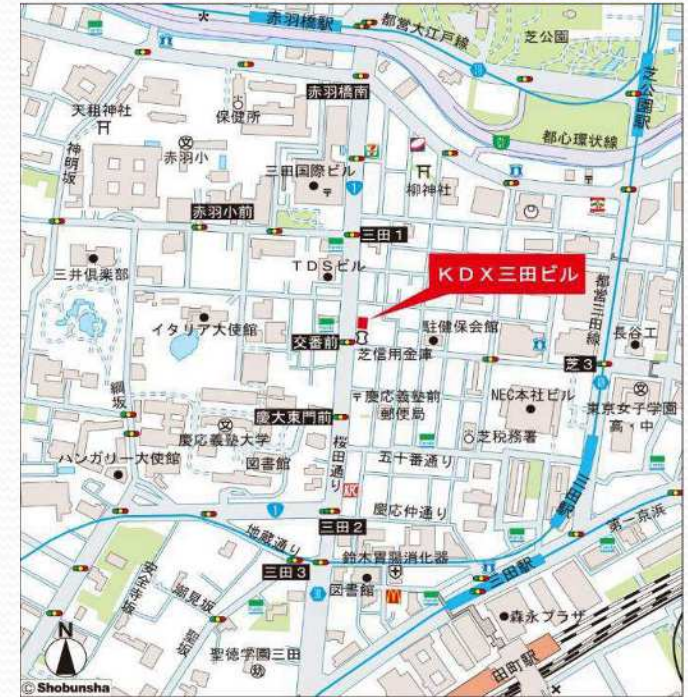 赤羽橋駅
都営大江戸線
芝公園
芝公園駅
赤羽橋南
天祖神社
保健所
都心環状線
神明坂
赤羽小
三田国際ビル
柳神社
1
赤羽小前
三田1
TDSビル
KDX三田ビル
三井倶楽部
イタリア大使館
駐健保会館
都営三田線
長谷工
交番前
芝信用金庫
芝3
綱坂
慶応義塾前
郵便局
NEC本社ビル
東京女子学園
高・中
慶大東門前
慶応義塾大学
図書館
桜田通り
芝税務署
五十番通り
ハンガリー大使館
KFC
三田駅
1
慶応仲通り
三田2
第一京浜
地蔵通り
鈴木胃腸消化器
三田3
三田駅
安全寺坂
潮見坂
図書館
聖坂
森永プラザ
聖徳学園三田
幼
田町駅
N
© Shobunsha